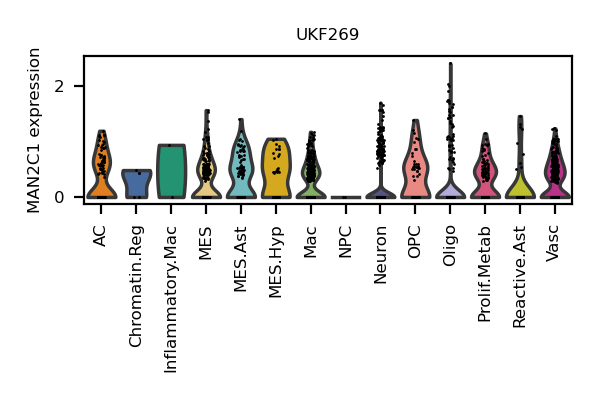 UKF269
MAN2C1 expression
2
0
AC
Chromatin.Reg
Inflammatory.Mac
MES
MES.Ast
MES.Hyp
Mac
NPC
Neuron
OPC
Oligo
Prolif.Metab
Reactive.Ast
Vasc